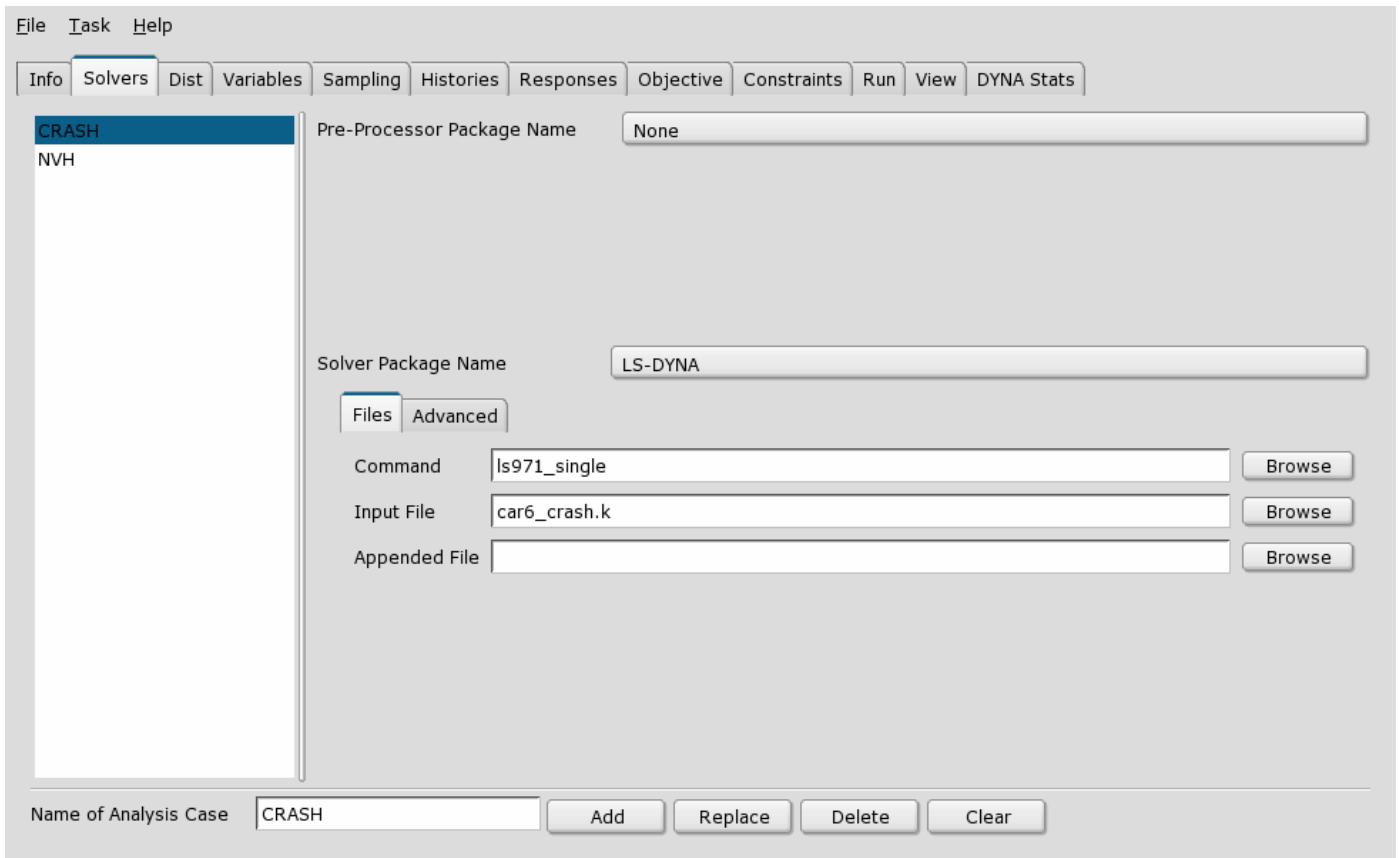 File Task Help
Info Solvers Dist Variables Sampling Histories Responses Objective Constraints Run View DYNA Stats
CRASH
NVH
Pre-Processor Package Name None
Solver Package Name LS-DYNA
Files Advanced
Command ls971_single Browse
Input File car6_crash.k Browse
Appended File Browse
Name of Analysis Case CRASH Add Replace Delete Clear